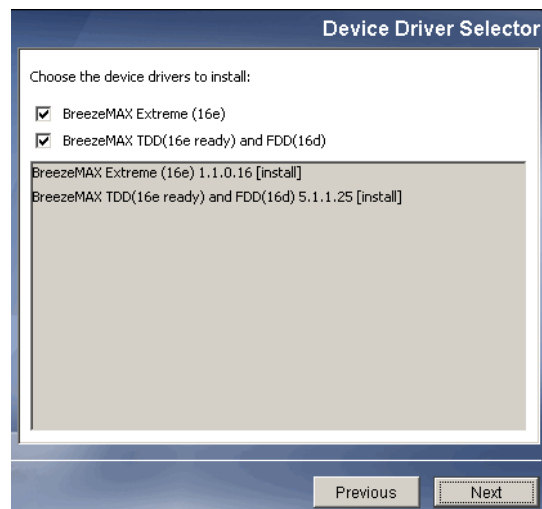 Device Driver Selector
Choose the device drivers to install:
BreezeMAX Extreme (16e)
BreezeMAX TDD(16e ready) and FDD(16d)
BreezeMAX Extreme (16e) 1.1.0.16 [install]
BreezeMAX TDD(16e ready) and FDD(16d) 5.1.1.25 [install]
Previous
Next